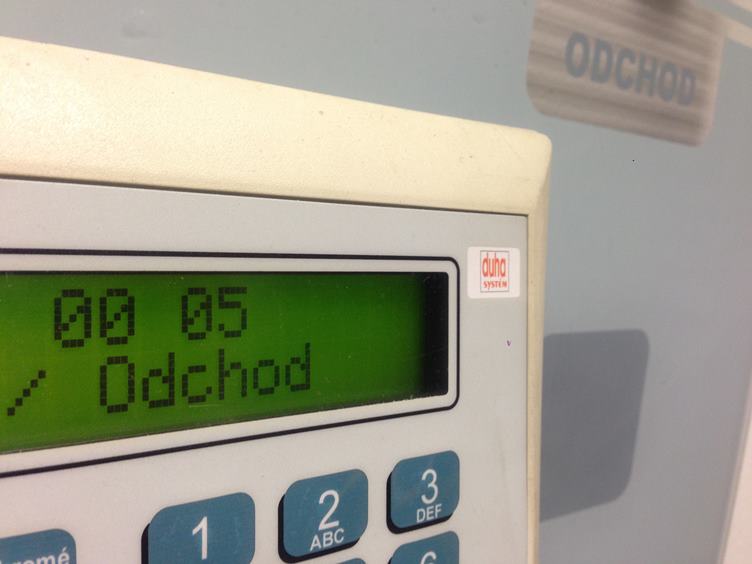 ODCHOD
duha
SYSTÉM
00 05
/ Odchod
1
2
ABC
3
DEF